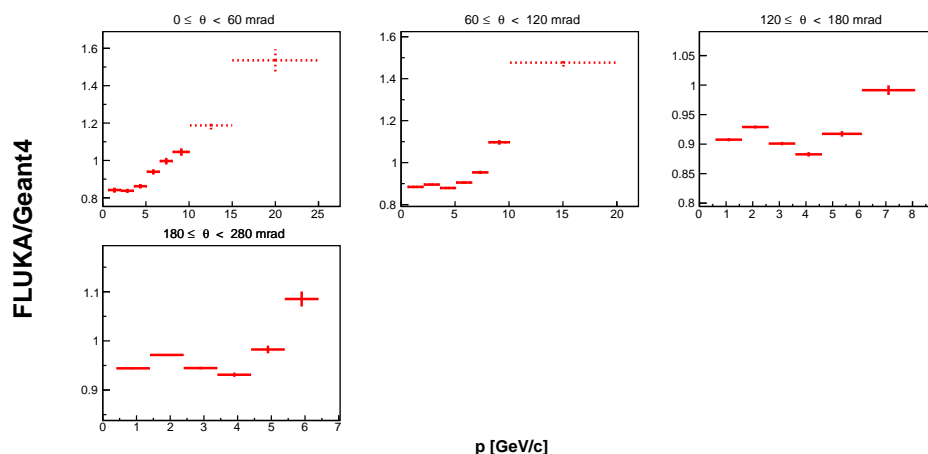 0 ≤ θ < 60 mrad
60 ≤ θ < 120 mrad
120 ≤ θ < 180 mrad
1.6
1.4
1.2
1
0.8
0 5 10 15 20 25
1.6
1.4
1.2
1
0.8
0 5 10 15 20
1.05
1
0.95
0.9
0.85
0.8
0 1 2 3 4 5 6 7 8
FLUKA/Geant4
180 ≤ θ < 280 mrad
1.1
1
0.9
0 1 2 3 4 5 6 7
p [GeV/c]